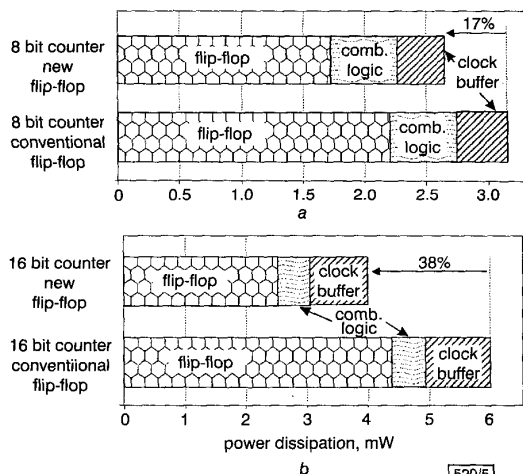 17%
8 bit counter
new
flip-flop
flip-flop
comb.
logic
clock
buffer
8 bit counter
conventional
flip-flop
flip-flop
comb.
logic
0 0.5 1.0 1.5 2.0 2.5 3.0
a
16 bit counter
new
flip-flop
flip-flop
clock
buffer
38%
comb.
logic
16 bit counter
conventiional
flip-flop
flip-flop
clock
buffer
0 1 2 3 4 5 6
power dissipation, mW
b
520/5